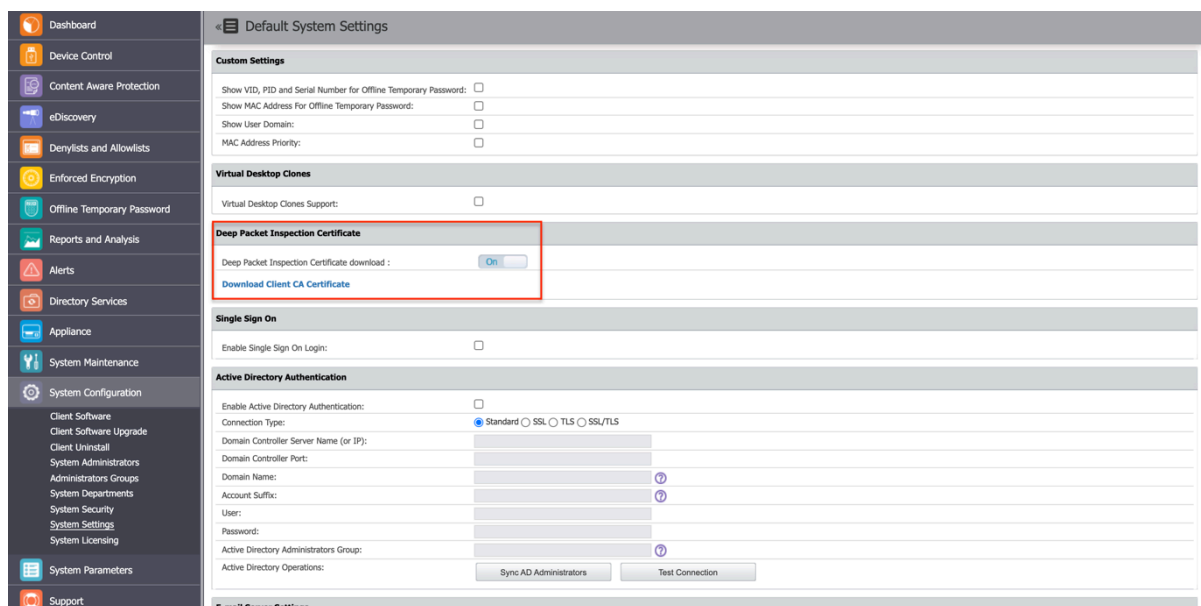 Dashboard
Device Control
Content Aware Protection
eDiscovery
Denylists and Allowlists
Enforced Encryption
Offline Temporary Password
Reports and Analysis
Alerts
Directory Services
Appliance
System Maintenance
System Configuration
Client Software
Client Software Upgrade
Client Uninstall
System Administrators
Administrators Groups
System Departments
System Security
System Settings
System Licensing
System Parameters
Support
« Default System Settings
Custom Settings
Show VID, PID and Serial Number for Offline Temporary Password:
Show MAC Address For Offline Temporary Password:
Show User Domain:
MAC Address Priority:
Virtual Desktop Clones
Virtual Desktop Clones Support:
Deep Packet Inspection Certificate
Deep Packet Inspection Certificate download : On
Download Client CA Certificate
Single Sign On
Enable Single Sign On Login:
Active Directory Authentication
Enable Active Directory Authentication:
Connection Type: Standard SSL TLS SSL/TLS
Domain Controller Server Name (or IP):
Domain Controller Port:
Domain Name: ?
Account Suffix: ?
User:
Password:
Active Directory Administrators Group: ?
Active Directory Operations: Sync AD Administrators Test Connection
E-mail Server Settings